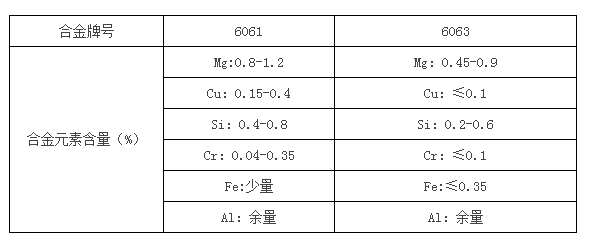 合金牌号 6061 6063
Mg:0.8-1.2 Mg: 0.45-0.9
Cu: 0.15-0.4 Cu: ≤0.1
Si: 0.4-0.8 Si: 0.2-0.6
合金元素含量（%）
Cr: 0.04-0.35 Cr: ≤0.1
Fe:少量 Fe:≤0.35
Al: 余量 Al: 余量